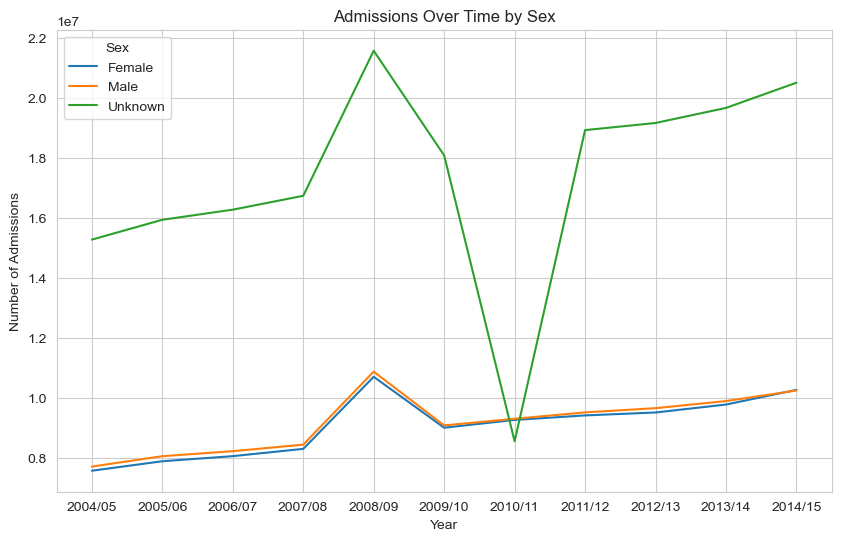 Admissions Over Time by Sex
1e7
Sex
Female
Male
Unknown
2.2
2.0
1.8
1.6
1.4
1.2
1.0
0.8
Number of Admissions
2004/05 2005/06 2006/07 2007/08 2008/09 2009/10 2010/11 2011/12 2012/13 2013/14 2014/15
Year